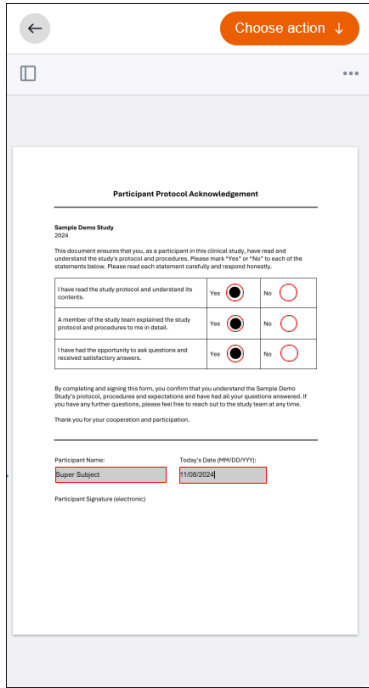 Choose action ↓
Participant Protocol Acknowledgement
Sample Demo Study
2024
This document ensures that you, as a participant in this clinical study, have read and
understand the study's protocol and procedures. Please mark "Yes" or "No" to each of the
statements below. Please read each statement carefully and respond honestly.
I have read the study protocol and understand its
contents.
Yes
No
A member of the study team explained the study
protocol and procedures to me in detail.
Yes
No
I have had the opportunity to ask questions and
received satisfactory answers.
Yes
No
By completing and signing this form, you confirm that you understand the Sample Demo
Study's protocol, procedures and expectations and have had all your questions answered. If
you have any further questions, please feel free to reach out to the study team at any time.
Thank you for your cooperation and participation.
Participant Name:
Today's Date (MM/DD/YYY):
Super Subject
11/08/2024
Participant Signature (electronic)